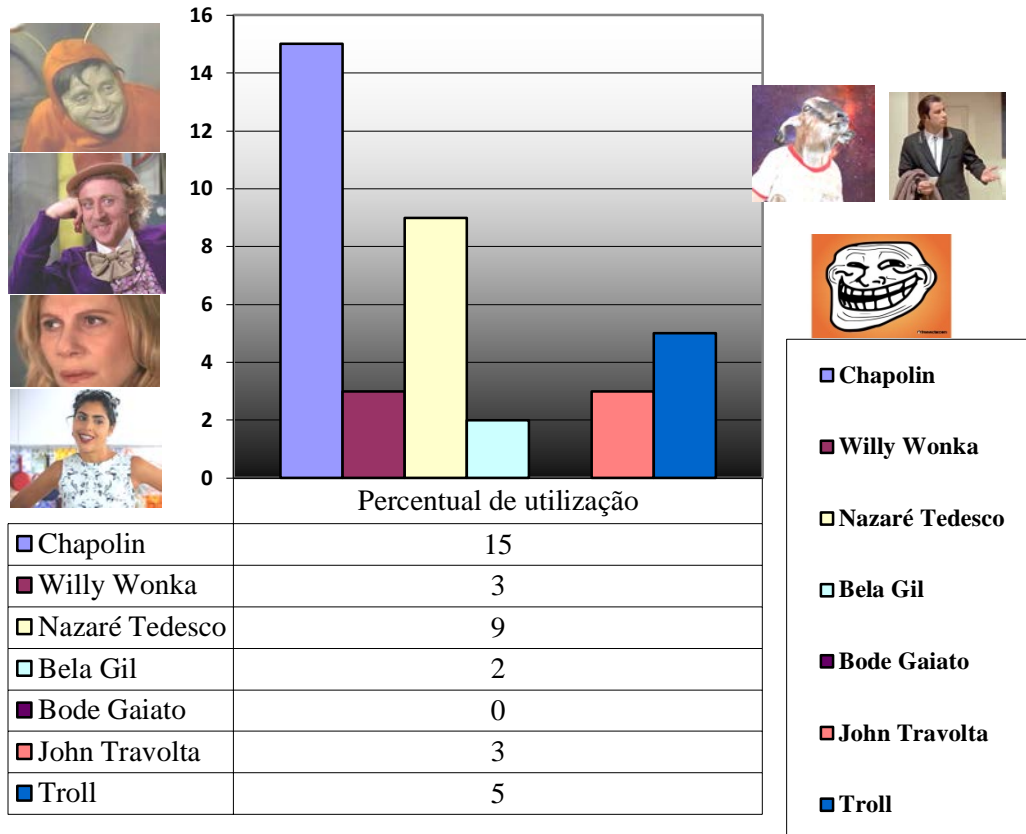 16
14
12
10
8
6
4
2
0
Percentual de utilização
Chapolin 15
Willy Wonka 3
Nazaré Tedesco 9
Bela Gil 2
Bode Gaiato 0
John Travolta 3
Troll 5
Chapolin
Willy Wonka
Nazaré Tedesco
Bela Gil
Bode Gaiato
John Travolta
Troll